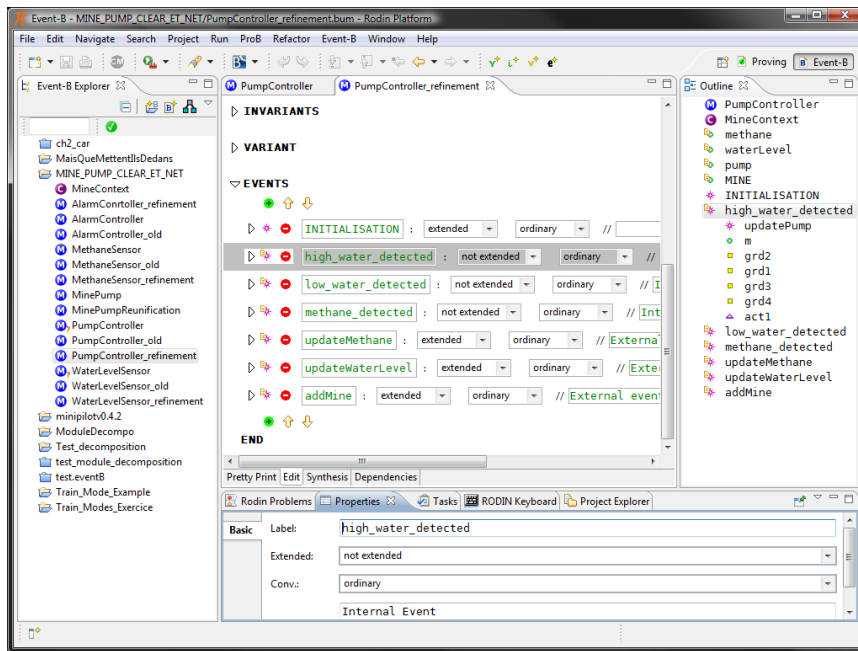 Event-B - MINE_PUMP_CLEAR_ET_NET/PumpController_refinement.bum - Rodin Platform
File Edit Navigate Search Project Run ProB Refactor Event-B Window Help
Proving Event-B
Event-B Explorer
ch2_car
MaisQueMettentIlsDedans
MINE_PUMP_CLEAR_ET_NET
MineContext
AlarmConrtoller_refinement
AlarmController
AlarmController_old
MethaneSensor
MethaneSensor_old
MethaneSensor_refinement
MinePump
MinePumpReunification
PumpController
PumpController_old
PumpController_refinement
WaterLevelSensor
WaterLevelSensor_old
WaterLevelSensor_refinement
minipilotv0.4.2
ModuleDecompo
Test_decomposition
test_module_decomposition
test.eventB
Train_Mode_Example
Train_Modes_Exercice
PumpController PumpController_refinement
INVARIANTS
VARIANT
EVENTS
INITIALISATION : extended ordinary //
high_water_detected : not extended ordinary //
low_water_detected : not extended ordinary // I
methane_detected : not extended ordinary // Int
updateMethane : extended ordinary // Externa
updateWaterLevel : extended ordinary // Exte
addMine : extended ordinary // External even
END
Pretty Print Edit Synthesis Dependencies
Outline
PumpController
MineContext
methane
waterLevel
pump
MINE
INITIALISATION
high_water_detected
updatePump
m
grd2
grd1
grd3
grd4
act1
low_water_detected
methane_detected
updateMethane
updateWaterLevel
addMine
Rodin Problems Properties Tasks RODIN Keyboard Project Explorer
Basic
Label: high_water_detected
Extended: not extended
Conv.: ordinary
Internal Event